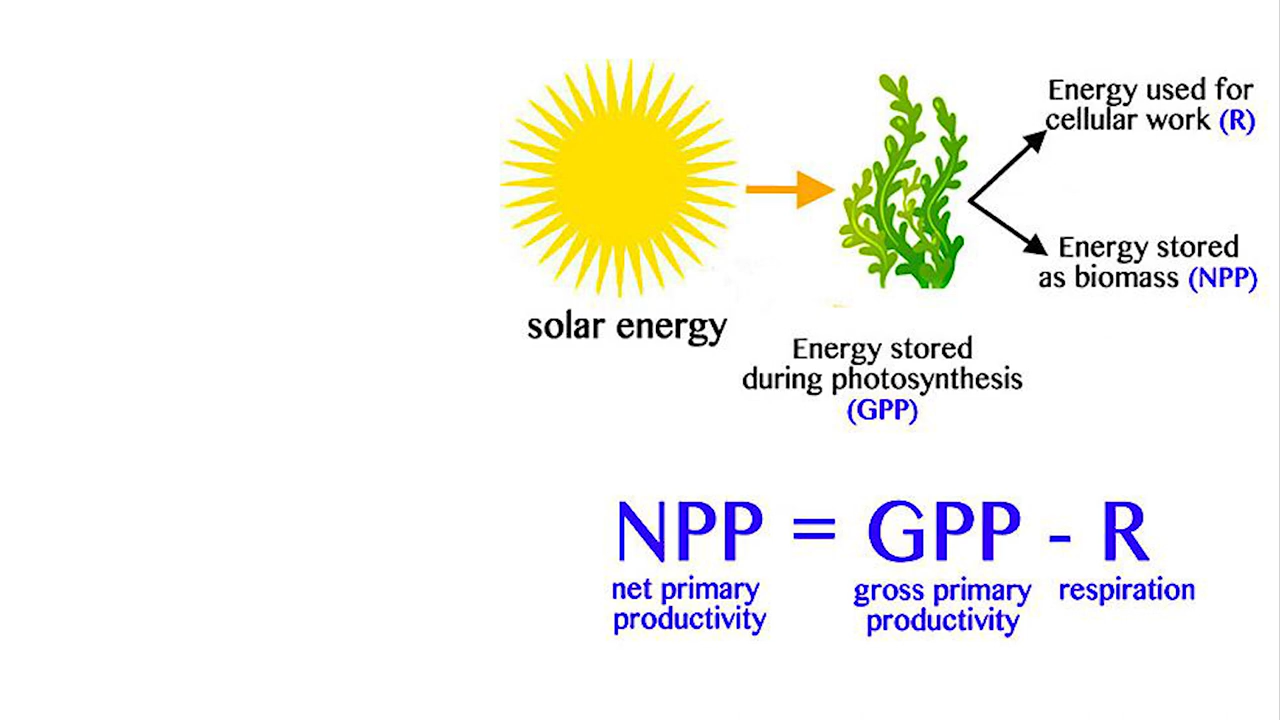 Energy used for
cellular work (R)
Energy stored
as biomass (NPP)
solar energy
Energy stored
during photosynthesis
(GPP)
NPP = GPP - R
net primary
productivity
gross primary
productivity
respiration